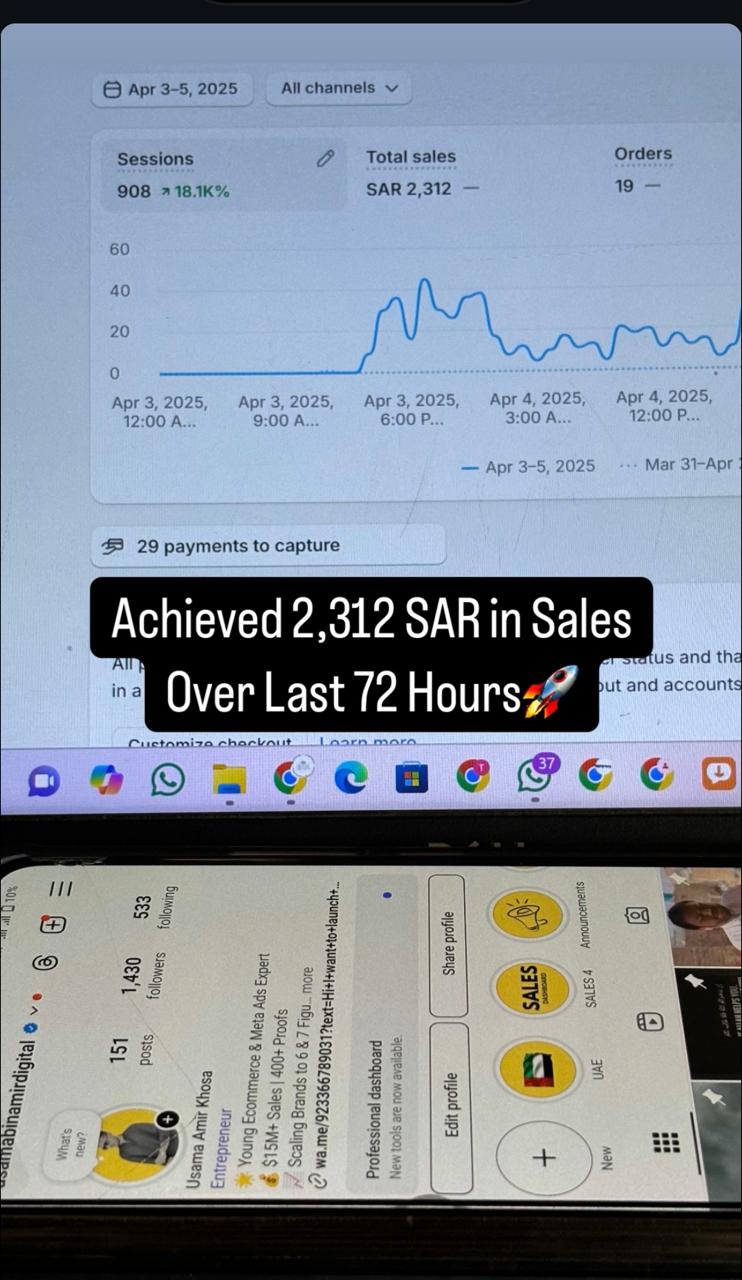 Apr 3–5, 2025
All channels
Sessions
908 18.1K%
Total sales
SAR 2,312 —
Orders
19 —
60
40
20
0
Apr 3, 2025,
12:00 A...
Apr 3, 2025,
9:00 A...
Apr 3, 2025,
6:00 P...
Apr 4, 2025,
3:00 A...
Apr 4, 2025,
12:00 P...
Apr 3–5, 2025
Mar 31–Apr
29 payments to capture
Achieved 2,312 SAR in Sales
Over Last 72 Hours🚀
status and tha
in a
out and accounts
Customize checkout
Learn more
T
37
10%
usamabinamirdigital
What's
new?
151
posts
1,430
followers
533
following
Usama Amir Khosa
Entrepreneur
🌟 Young Ecommerce & Meta Ads Expert
💰 $15M+ Sales | 400+ Proofs
📈 Scaling Brands to 6 & 7 Figu... more
wa.me/923366789031?text=Hi+I+want+to+launch+...
Professional dashboard
New tools are now available.
Edit profile
Share profile
New
UAE
SALES
DASHBOARD
SALES 4
Announcements